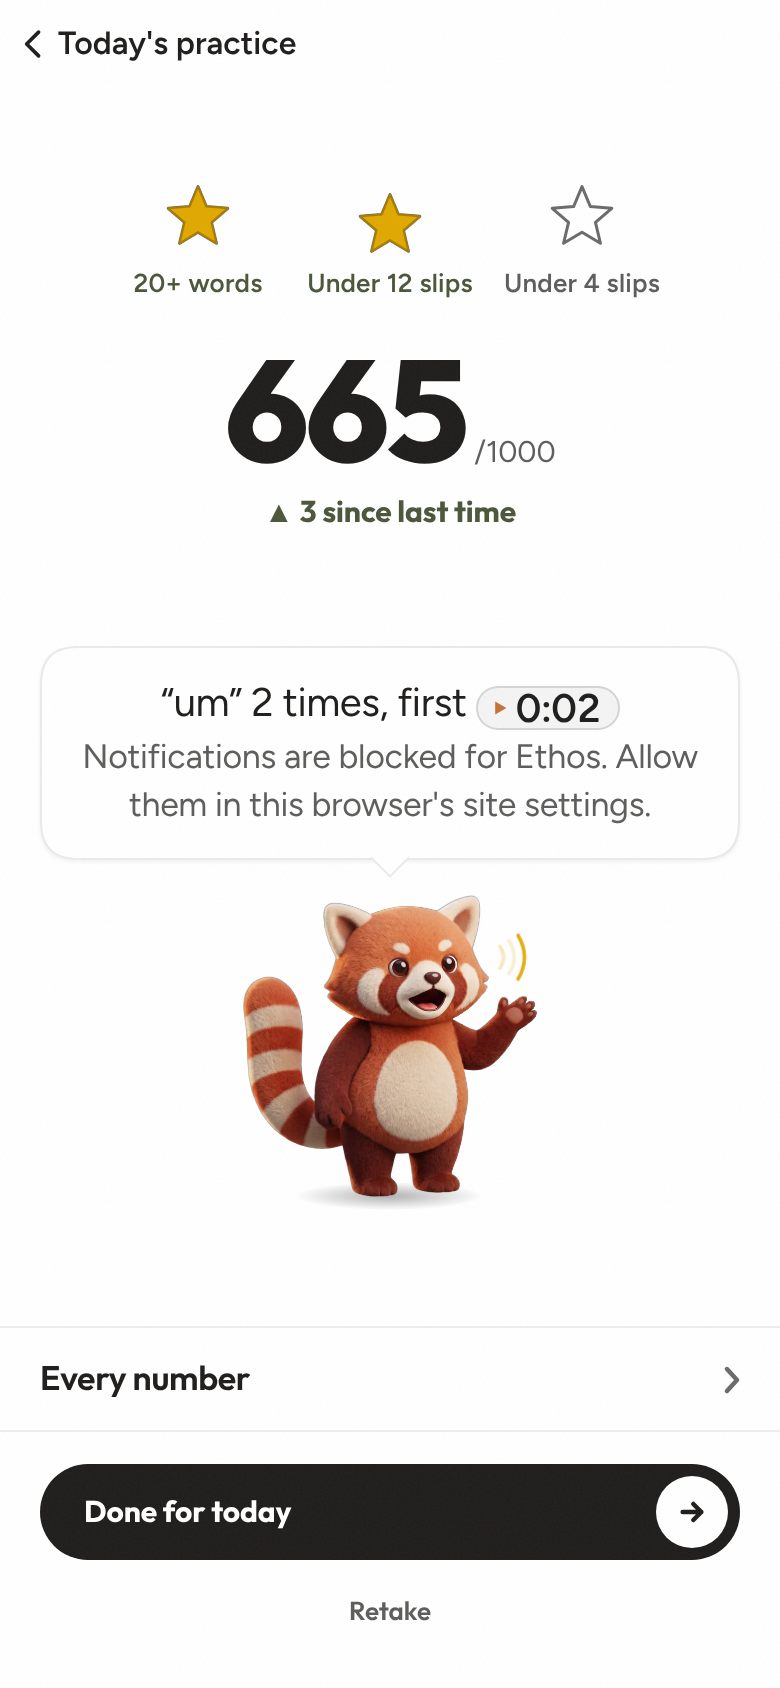 Today's practice
20+ words
Under 12 slips
Under 4 slips
665/1000
▲ 3 since last time
“um” 2 times, first ▶ 0:02
Notifications are blocked for Ethos. Allow
them in this browser's site settings.
Every number
Done for today
Retake